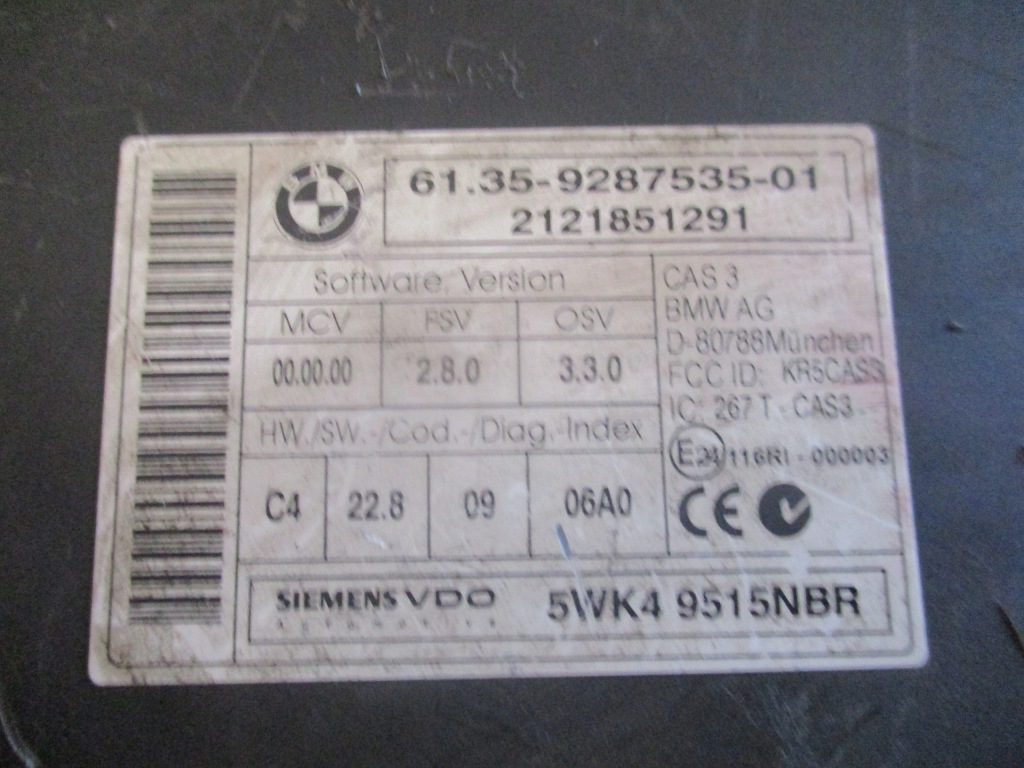 BMW
61.35-9287535-01
2121851291
Software, Version
MCV FSV OSV
00.00.00 2.8.0 3.3.0
HW./SW.-/Cod.-/Diag.-Index
C4 22.8 09 06A0
CAS 3
BMW AG
D-80788München
FCC ID: KR5CAS3
IC: 267 T - CAS3
E24 116RI - 000003
CE
SIEMENS VDO
AUTOMOTIVE
5WK4 9515NBR